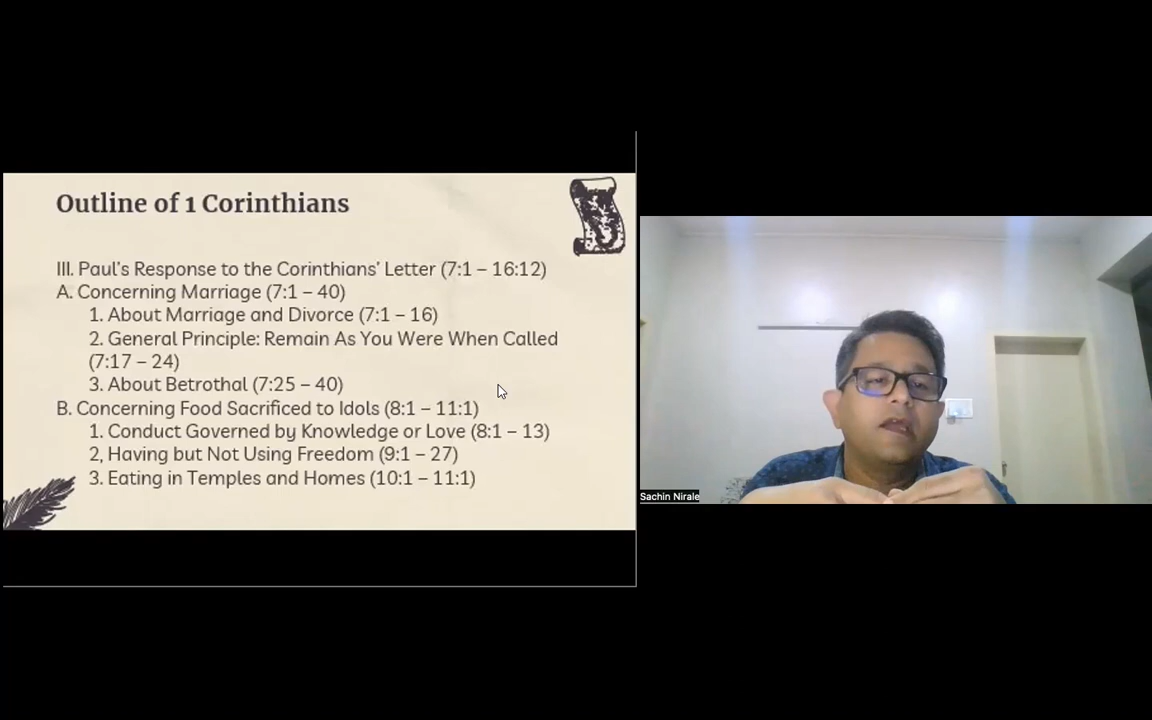 Outline of 1 Corinthians
III. Paul's Response to the Corinthians' Letter (7:1 – 16:12)
A. Concerning Marriage (7:1 – 40)
1. About Marriage and Divorce (7:1 – 16)
2. General Principle: Remain As You Were When Called
(7:17 – 24)
3. About Betrothal (7:25 – 40)
B. Concerning Food Sacrificed to Idols (8:1 – 11:1)
1. Conduct Governed by Knowledge or Love (8:1 – 13)
2, Having but Not Using Freedom (9:1 – 27)
3. Eating in Temples and Homes (10:1 – 11:1)
Sachin Nirale